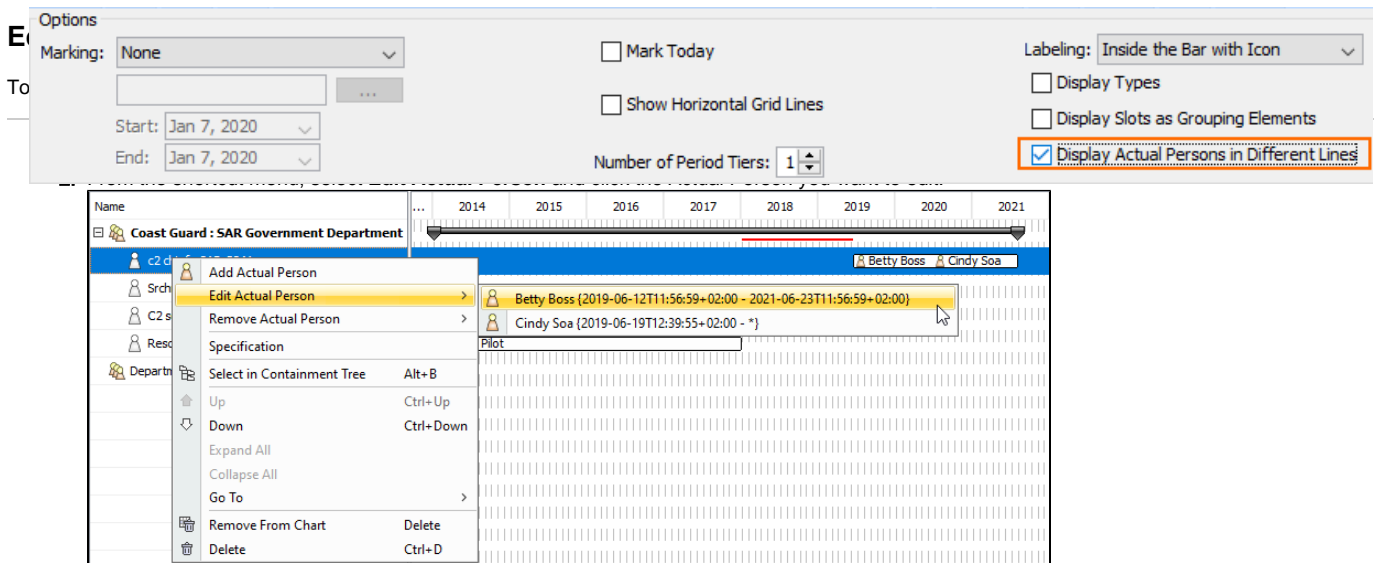 Options
Marking: None
Mark Today
Labeling: Inside the Bar with Icon
To
...
Display Types
Show Horizontal Grid Lines
Display Slots as Grouping Elements
Start: Jan 7, 2020
End: Jan 7, 2020
Number of Period Tiers: 1
Display Actual Persons in Different Lines
Name ... 2014 2015 2016 2017 2018 2019 2020 2021
Coast Guard : SAR Government Department
Betty Boss Cindy Soa
Add Actual Person
Edit Actual Person
Betty Boss {2019-06-12T11:56:59+02:00 - 2021-06-23T11:56:59+02:00}
Remove Actual Person
Cindy Soa {2019-06-19T12:39:55+02:00 - *}
Specification
Pilot
Select in Containment Tree Alt+B
Up Ctrl+Up
Down Ctrl+Down
Expand All
Collapse All
Go To
Remove From Chart Delete
Delete Ctrl+D